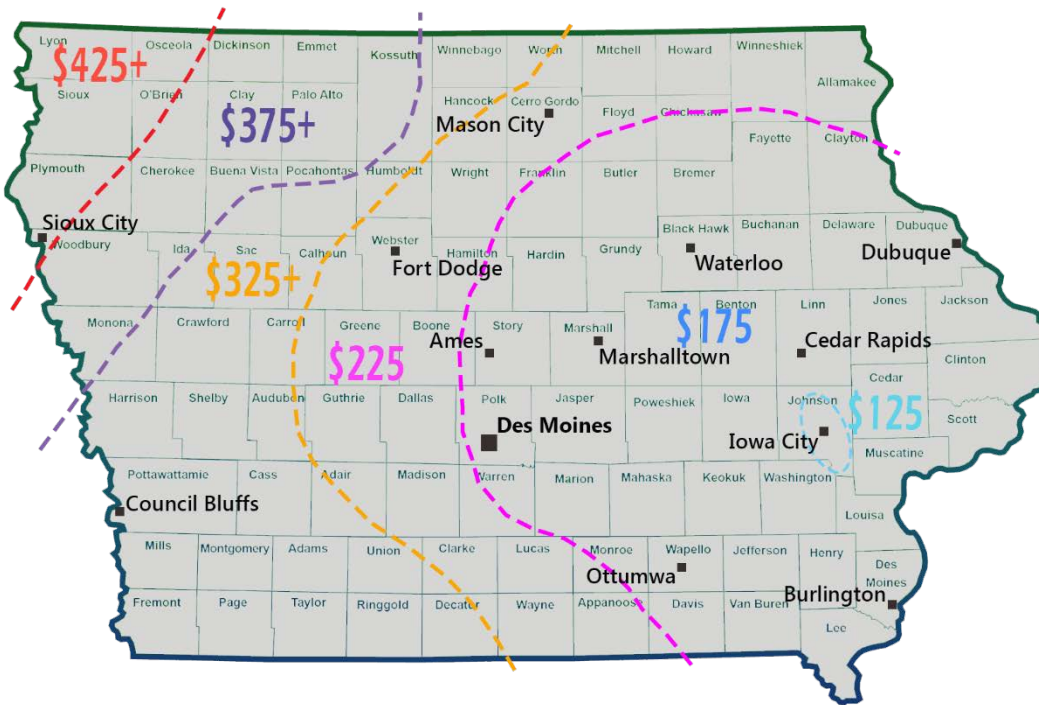 Lyon
Osceola
Dickinson
Emmet
Kossuth
Winnebago
Worth
Mitchell
Howard
Winneshiek
Allamakee
$425+
Sioux
O'Brien
Clay
Palo Alto
Hancock
Cerro Gordo
Floyd
Chickasaw
$375+
Mason City
Fayette
Clayton
Plymouth
Cherokee
Buena Vista
Pocahontas
Humboldt
Wright
Franklin
Butler
Bremer
Sioux City
Woodbury
Ida
Sac
Calhoun
Webster
Hamilton
Hardin
Grundy
Black Hawk
Buchanan
Delaware
Dubuque
Fort Dodge
Waterloo
Dubuque
$325+
Monona
Crawford
Carroll
Greene
Boone
Story
Marshall
Tama
Benton
Linn
Jones
Jackson
$225
Ames
Marshalltown
$175
Cedar Rapids
Clinton
Harrison
Shelby
Audubon
Guthrie
Dallas
Polk
Jasper
Poweshiek
Iowa
Johnson
Cedar
$125
Scott
Des Moines
Iowa City
Muscatine
Pottawattamie
Cass
Adair
Madison
Warren
Marion
Mahaska
Keokuk
Washington
Louisa
Council Bluffs
Mills
Montgomery
Adams
Union
Clarke
Lucas
Monroe
Wapello
Jefferson
Henry
Des
Moines
Ottumwa
Burlington
Fremont
Page
Taylor
Ringgold
Decatur
Wayne
Appanoose
Davis
Van Buren
Lee